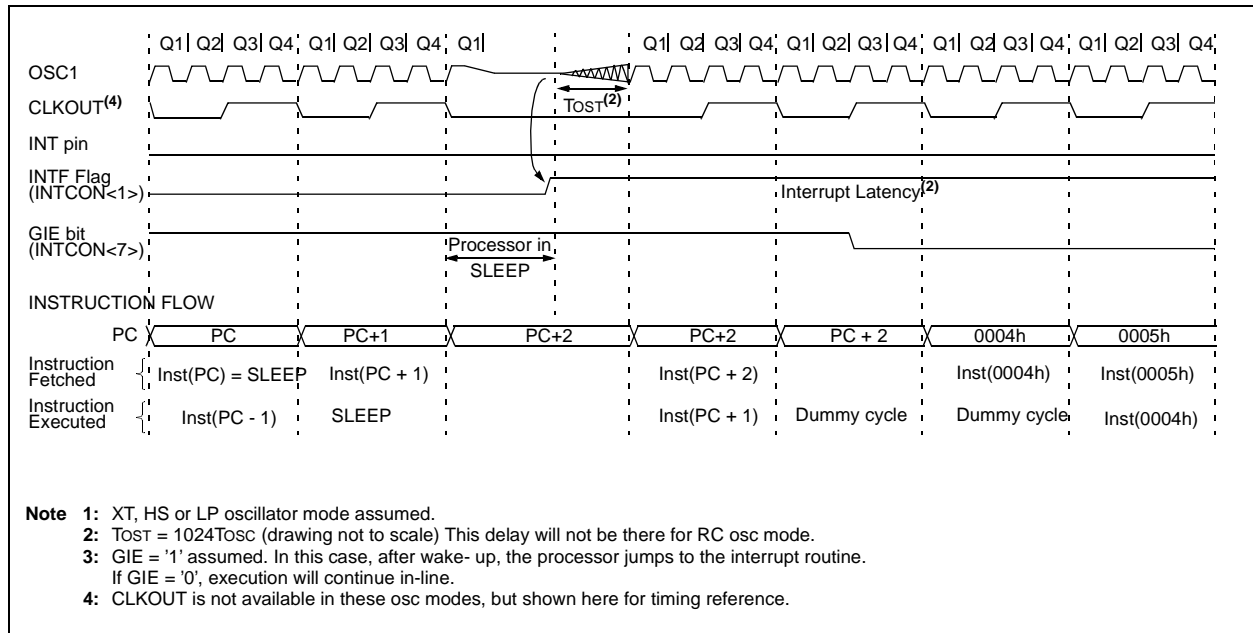 Q1 Q2 Q3 Q4 Q1 Q2 Q3 Q4 Q1 Q1 Q2 Q3 Q4 Q1 Q2 Q3 Q4 Q1 Q2 Q3 Q4 Q1 Q2 Q3 Q4
OSC1
CLKOUT(4)
TOST(2)
INT pin
INTF Flag
(INTCON<1>)
Interrupt Latency(2)
GIE bit
(INTCON<7>)
Processor in
SLEEP
INSTRUCTION FLOW
PC PC PC+1 PC+2 PC+2 PC + 2 0004h 0005h
Instruction
Fetched
Inst(PC) = SLEEP Inst(PC + 1) Inst(PC + 2) Inst(0004h) Inst(0005h)
Instruction
Executed
Inst(PC - 1) SLEEP Inst(PC + 1) Dummy cycle Dummy cycle Inst(0004h)
Note 1: XT, HS or LP oscillator mode assumed.
2: TOST = 1024TOSC (drawing not to scale) This delay will not be there for RC osc mode.
3: GIE = '1' assumed. In this case, after wake- up, the processor jumps to the interrupt routine.
If GIE = '0', execution will continue in-line.
4: CLKOUT is not available in these osc modes, but shown here for timing reference.